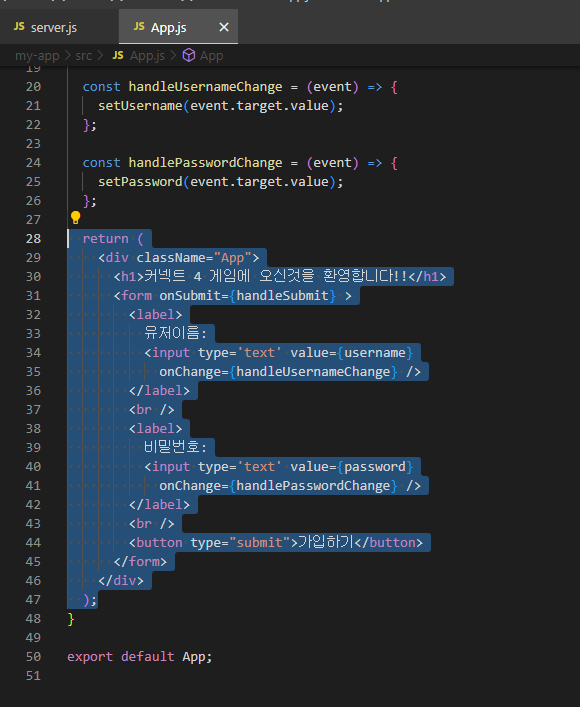 JS server.js JS App.js ×
my-app > src > JS App.js > App
19
20 const handleUsernameChange = (event) => {
21 setUsername(event.target.value);
22 };
23
24 const handlePasswordChange = (event) => {
25 setPassword(event.target.value);
26 };
27
28 return (
29 <div className="App">
30 <h1>커넥트 4 게임에 오신것을 환영합니다!!</h1>
31 <form onSubmit={handleSubmit} >
32 <label>
33 유저이름:
34 <input type='text' value={username}
35 onChange={handleUsernameChange} />
36 </label>
37 <br />
38 <label>
39 비밀번호:
40 <input type='text' value={password}
41 onChange={handlePasswordChange} />
42 </label>
43 <br />
44 <button type="submit">가입하기</button>
45 </form>
46 </div>
47 );
48 }
49
50 export default App;
51